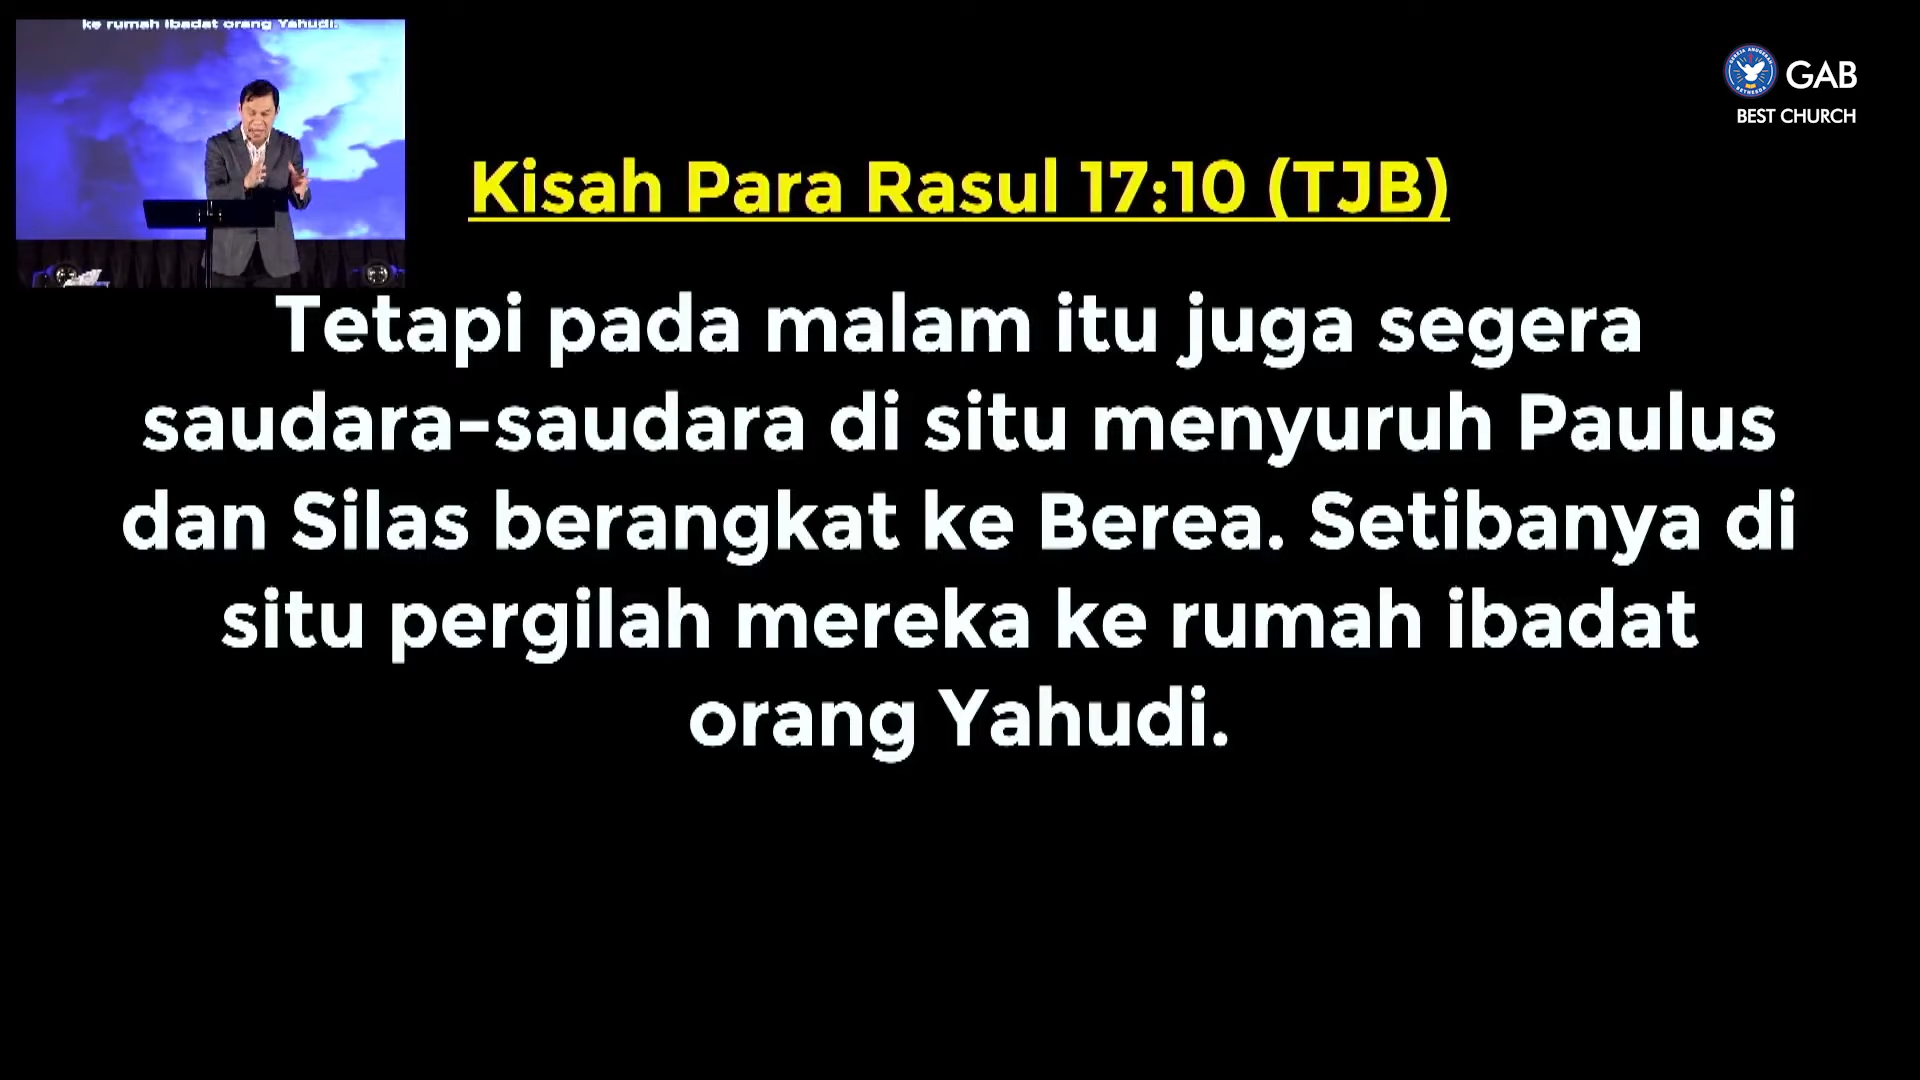 ke rumah ibadat orang Yahudi.
GAB
BEST CHURCH
Kisah Para Rasul 17:10 (TJB)
Tetapi pada malam itu juga segera
saudara-saudara di situ menyuruh Paulus
dan Silas berangkat ke Berea. Setibanya di
situ pergilah mereka ke rumah ibadat
orang Yahudi.